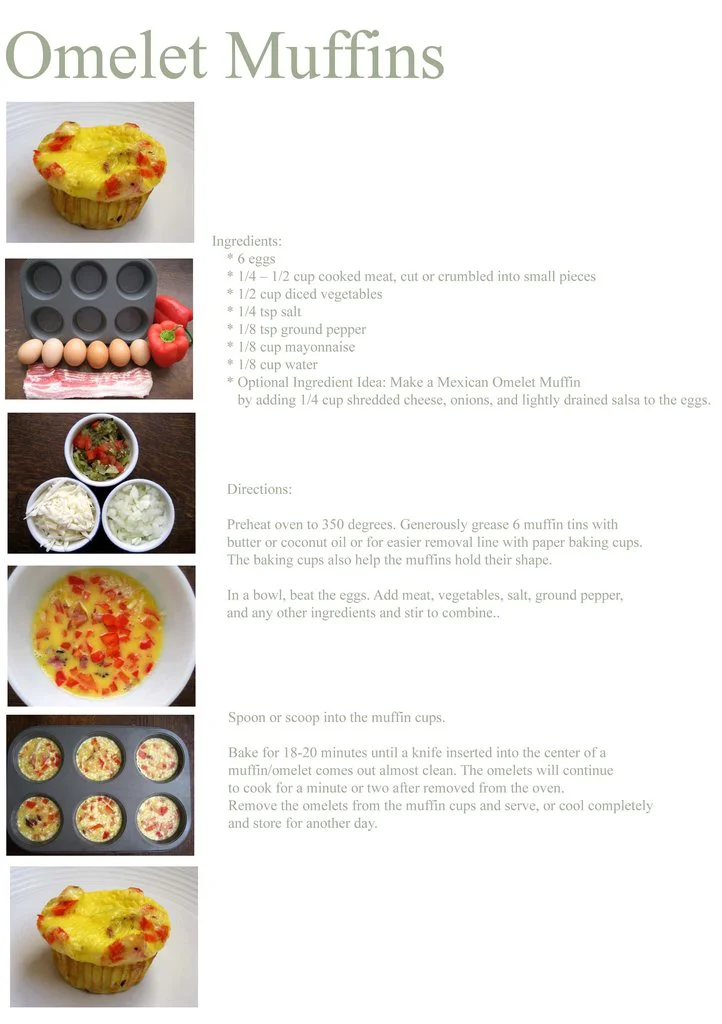 Omelet Muffins
Ingredients:
* 6 eggs
* 1/4 – 1/2 cup cooked meat, cut or crumbled into small pieces
* 1/2 cup diced vegetables
* 1/4 tsp salt
* 1/8 tsp ground pepper
* 1/8 cup mayonnaise
* 1/8 cup water
* Optional Ingredient Idea: Make a Mexican Omelet Muffin
by adding 1/4 cup shredded cheese, onions, and lightly drained salsa to the eggs.
Directions:
Preheat oven to 350 degrees. Generously grease 6 muffin tins with
butter or coconut oil or for easier removal line with paper baking cups.
The baking cups also help the muffins hold their shape.
In a bowl, beat the eggs. Add meat, vegetables, salt, ground pepper,
and any other ingredients and stir to combine..
Spoon or scoop into the muffin cups.
Bake for 18-20 minutes until a knife inserted into the center of a
muffin/omelet comes out almost clean. The omelets will continue
to cook for a minute or two after removed from the oven.
Remove the omelets from the muffin cups and serve, or cool completely
and store for another day.